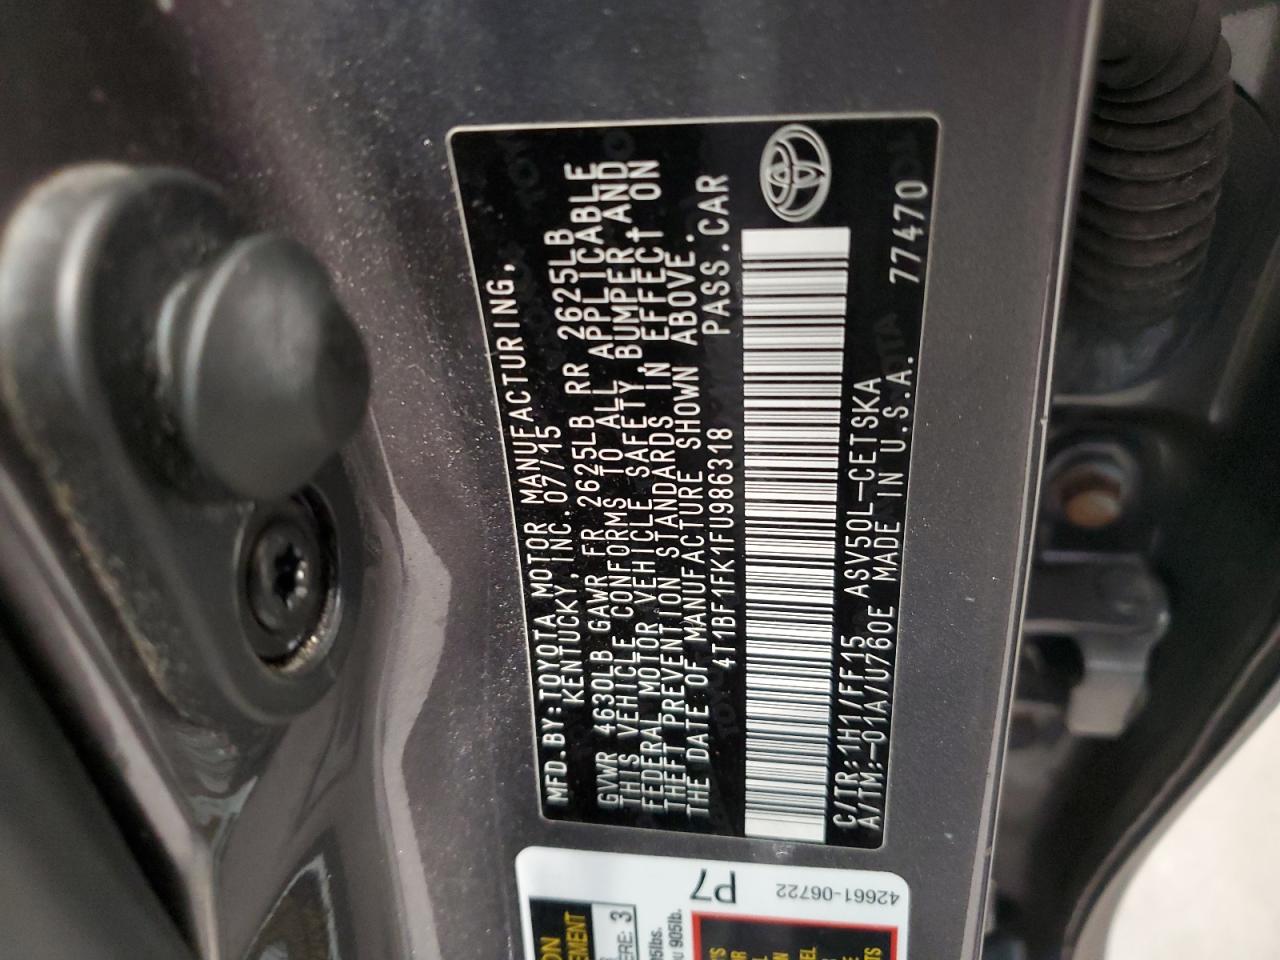 MFD.BY:TOYOTA MOTOR MANUFACTURING,
KENTUCKY, INC. 07/15
GVWR 4630LB GAWR FR 2625LB RR 2625LB
THIS VEHICLE CONFORMS TO ALL APPLICABLE
FEDERAL MOTOR VEHICLE SAFETY,BUMPER AND
THEFT PREVENTION STANDARDS IN EFFECT ON
THE DATE OF MANUFACTURE SHOWN ABOVE.
4T1BF1FK1FU986318 PASS.CAR
C/TR:1H1/FF15 ASV50L-CETSKA 77470
A/TM:-01A/U760E MADE IN U.S.A.
P7
42661-06722
3
905lb.